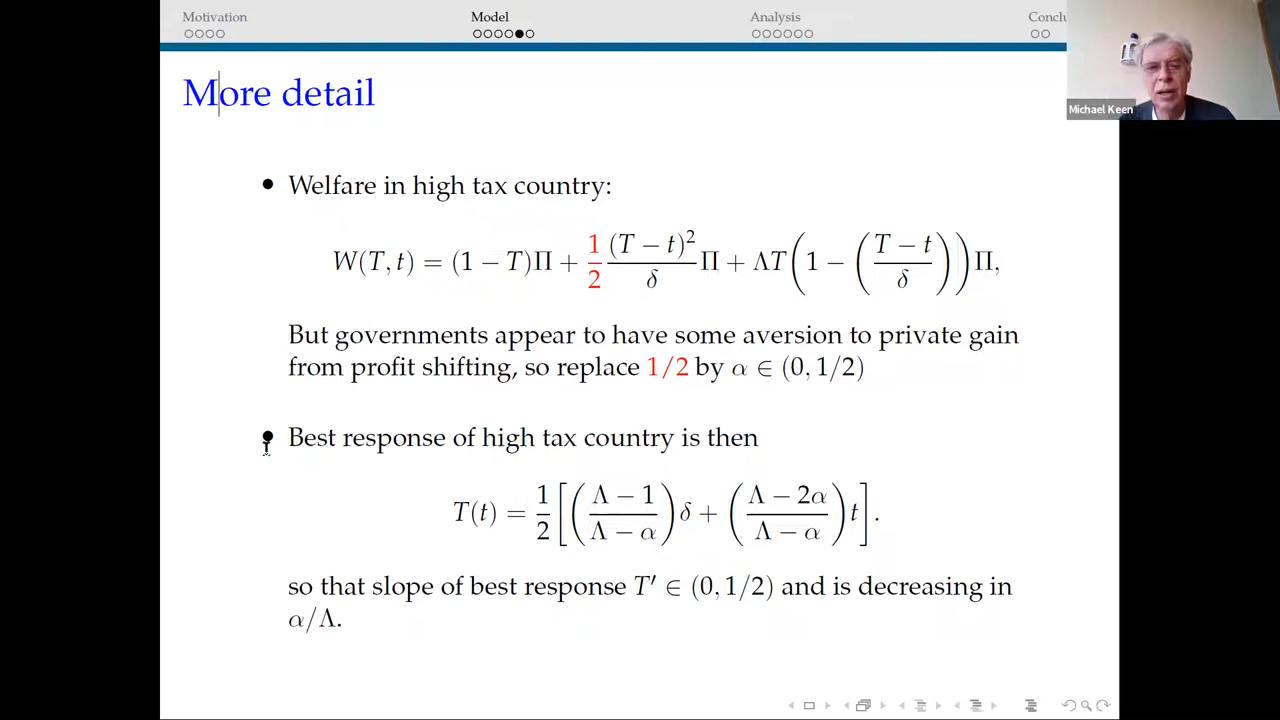 Motivation Model Analysis
More detail
• Welfare in high tax country:
W(T, t) = (1 − T)Π + 1/2 (T − t)²/δ Π + ΛT(1 − ((T − t)/δ))Π,
But governments appear to have some aversion to private gain
from profit shifting, so replace 1/2 by α ∈ (0, 1/2)
• Best response of high tax country is then
T(t) = 1/2 [((Λ − 1)/(Λ − α))δ + ((Λ − 2α)/(Λ − α))t].
so that slope of best response T′ ∈ (0, 1/2) and is decreasing in
α/Λ.
Michael Keen